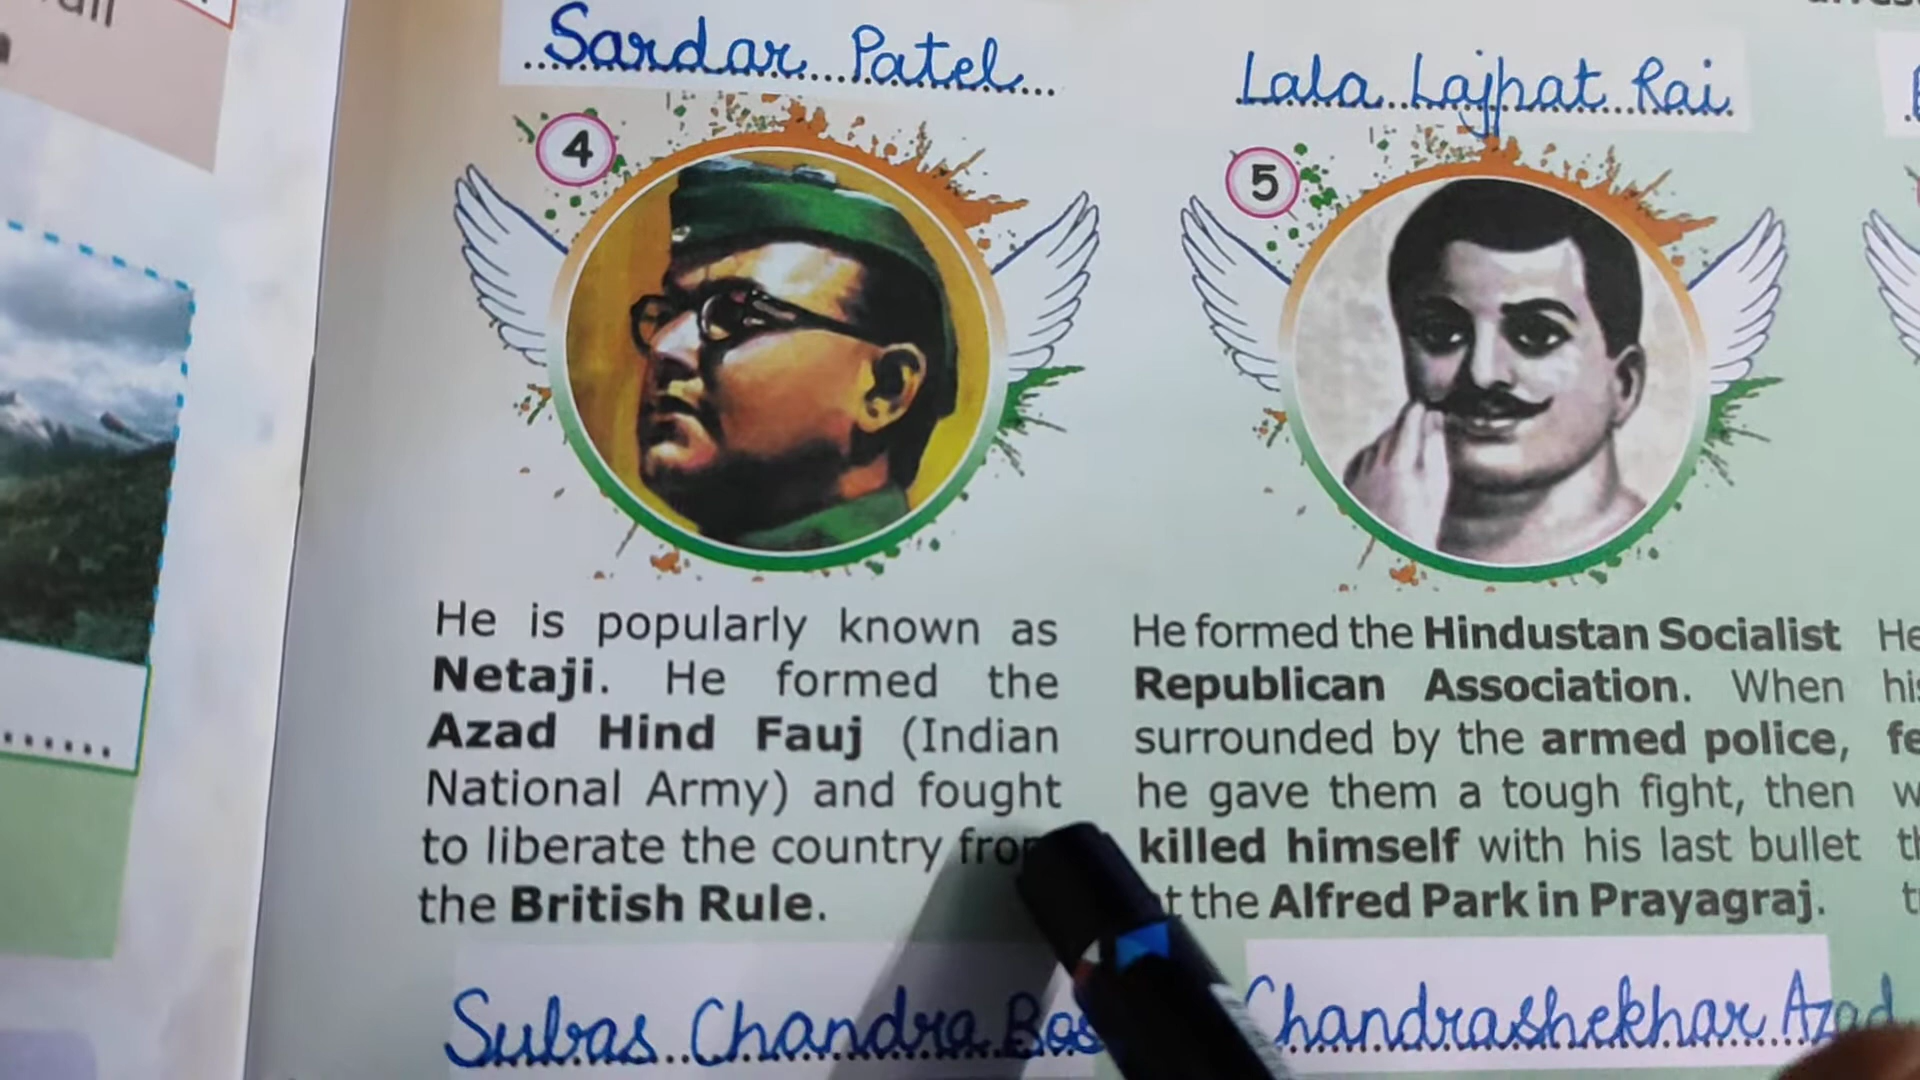 Sardar Patel
Lala Lajpat Rai
4
5
He is popularly known as
Netaji. He formed the
Azad Hind Fauj (Indian
National Army) and fought
to liberate the country
the British Rule.
He formed the Hindustan Socialist
Republican Association. When
surrounded by the armed police,
he gave them a tough fight, then
killed himself with his last bullet
the Alfred Park in Prayagraj.
He
Subas Chandra
Chandrashekhar Azad